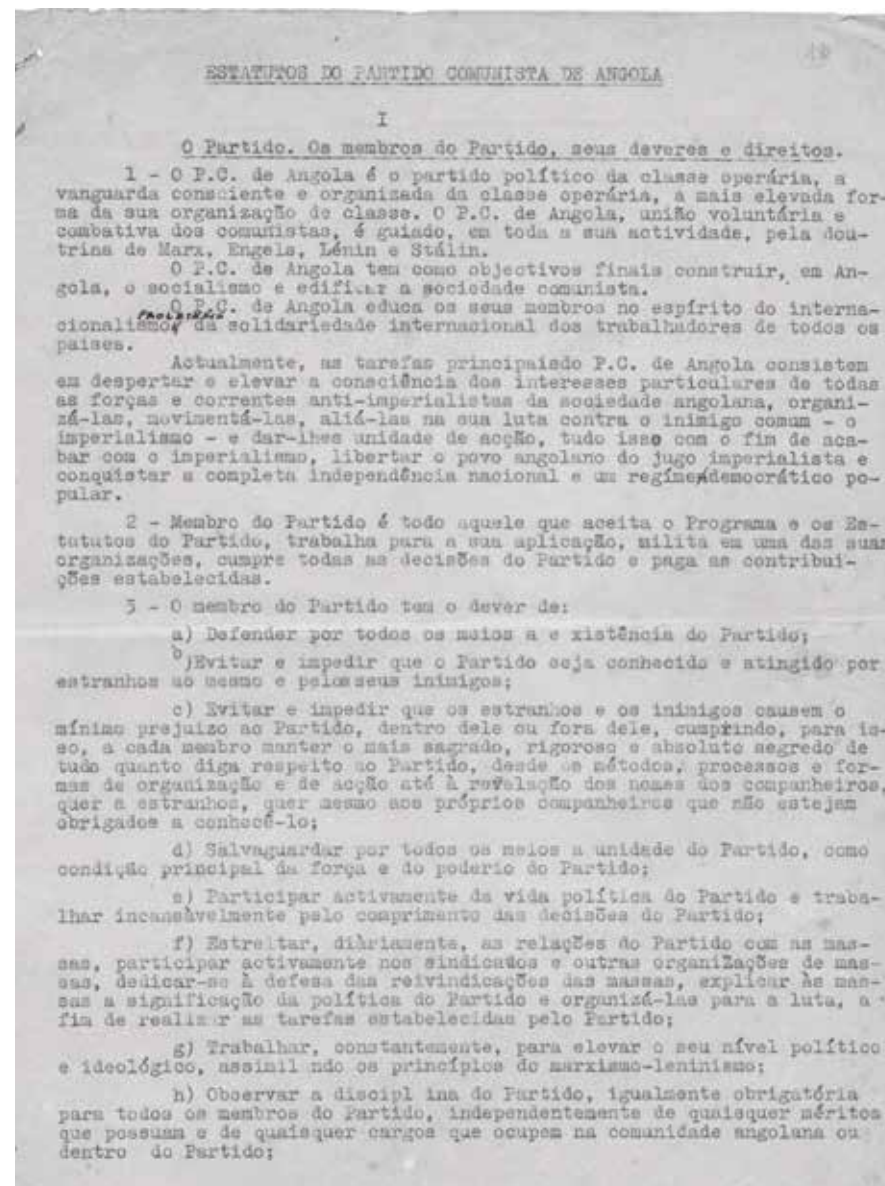 ESTATUTOS DO PARTIDO COMUNISTA DE ANGOLA
I
O Partido. Os membros do Partido, seus deveres e direitos.
1 - O P.C. de Angola é o partido político da classe operária, a
vanguarda consciente e organizada da classe operária, a mais elevada for-
ma da sua organização de classe. O P.C. de Angola, união voluntária e
combativa dos comunistas, é guiado, em toda a sua actividade, pela dou-
trina de Marx, Engels, Lénin e Stálin.
O P.C. de Angola tem como objectivos finais construir, em An-
gola, o socialismo e edificar a sociedade comunista.
O P.C. de Angola educa os seus membros no espírito do interna-
cionalismo da solidariedade internacional dos trabalhadores de todos os
países.
Actualmente, as tarefas principaisdo P.C. de Angola consistem
em despertar e elevar a consciência dos interesses particulares de todas
as forças e correntes anti-imperialistas da sociedade angolana, organi-
zá-las, movimentá-las, aliá-las na sua luta contra o inimigo comum - o
imperialismo - e dar-lhes unidade de acção, tudo isso com o fim de aca-
bar com o imperialismo, libertar o povo angolano do jugo imperialista e
conquistar a completa independência nacional e um regíme democrático po-
pular.
2 - Membro do Partido é todo aquele que aceita o Programa e os Es-
tatutos do Partido, trabalha para a sua aplicação, milita em uma das suas
organizações, cumpre todas as decisões do Partido e paga as contribui-
ções estabelecidas.
3 - O membro do Partido tem o dever de:
a) Defender por todos os meios a e xistência do Partido;
b)Evitar e impedir que o Partido seja conhecido e atingido por
estranhos ao mesmo e pelosseus inimigos;
c) Evitar e impedir que os estranhos e os inimigos causem o
mínimo prejuizo ao Partido, dentro dele ou fora dele, cumprindo, para is-
so, a cada membro manter o mais sagrado, rigoroso e absoluto segredo de
tudo quanto diga respeito ao Partido, desde os métodos, processos e for-
mas de organização e de acção até à revelação dos nomes dos companheiros,
quer a estranhos, quer mesmo aos próprios companheiros que não estejam
obrigados a conhecê-lo;
d) Salvaguardar por todos os meios a unidade do Partido, como
condição principal da força e do poderio do Partido;
e) Participar activamente da vida política do Partido e traba-
lhar incansàvelmente pelo comprimento das decisões do Partido;
f) Estreitar, diàriamente, as relações do Partido com as mas-
sas, participar activamente nos sindicatos e outras organizações de mas-
sas, dedicar-se à defesa das reivindicações das massas, explicar às mas-
sas a significação da política do Partido e organizá-las para a luta, a
fim de realizar as tarefas estabelecidas pelo Partido;
g) Trabalhar, constantemente, para elevar o seu nível político
e ideológico, assimil ndo os princípios do marxismo-leninismo;
h) Observar a discipl ina do Partido, igualmente obrigatória
para todos os membros do Partido, independentemente de quaisquer méritos
que possuam e de quaisquer cargos que ocupem na comunidade angolana ou
dentro do Partido;